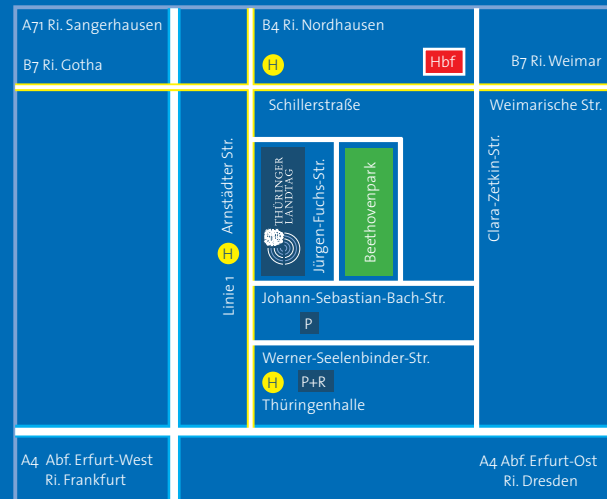 A71 Ri. Sangerhausen
B4 Ri. Nordhausen
B7 Ri. Gotha
H
Hbf
B7 Ri. Weimar
Schillerstraße
Weimarische Str.
Linie 1 H Arnstädter Str.
THÜRINGER
LANDTAG
Jürgen-Fuchs-Str.
Beethovenpark
Clara-Zetkin-Str.
Johann-Sebastian-Bach-Str.
P
Werner-Seelenbinder-Str.
H P+R
Thüringenhalle
A4 Abf. Erfurt-West
Ri. Frankfurt
A4 Abf. Erfurt-Ost
Ri. Dresden